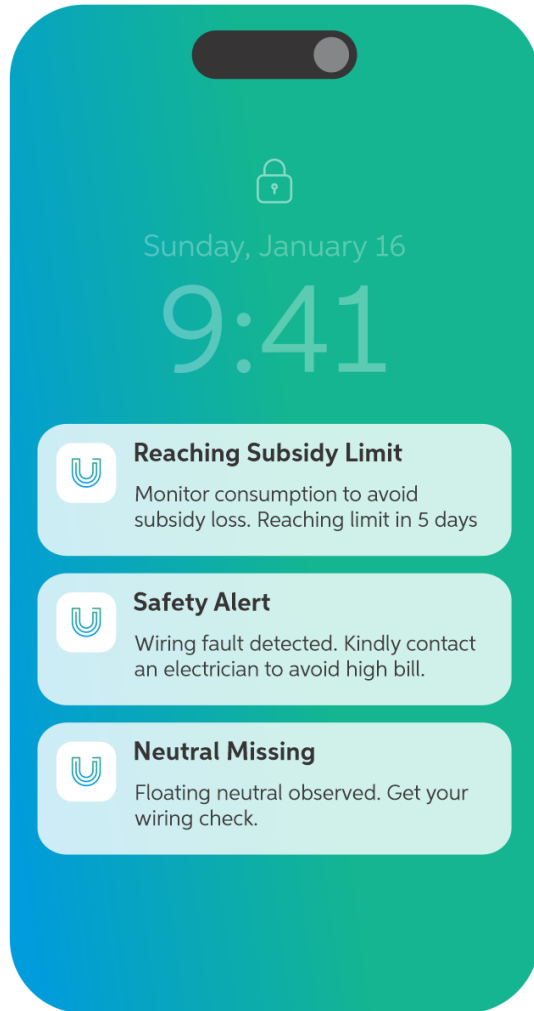 Sunday, January 16
9:41
Reaching Subsidy Limit
Monitor consumption to avoid
subsidy loss. Reaching limit in 5 days
Safety Alert
Wiring fault detected. Kindly contact
an electrician to avoid high bill.
Neutral Missing
Floating neutral observed. Get your
wiring check.